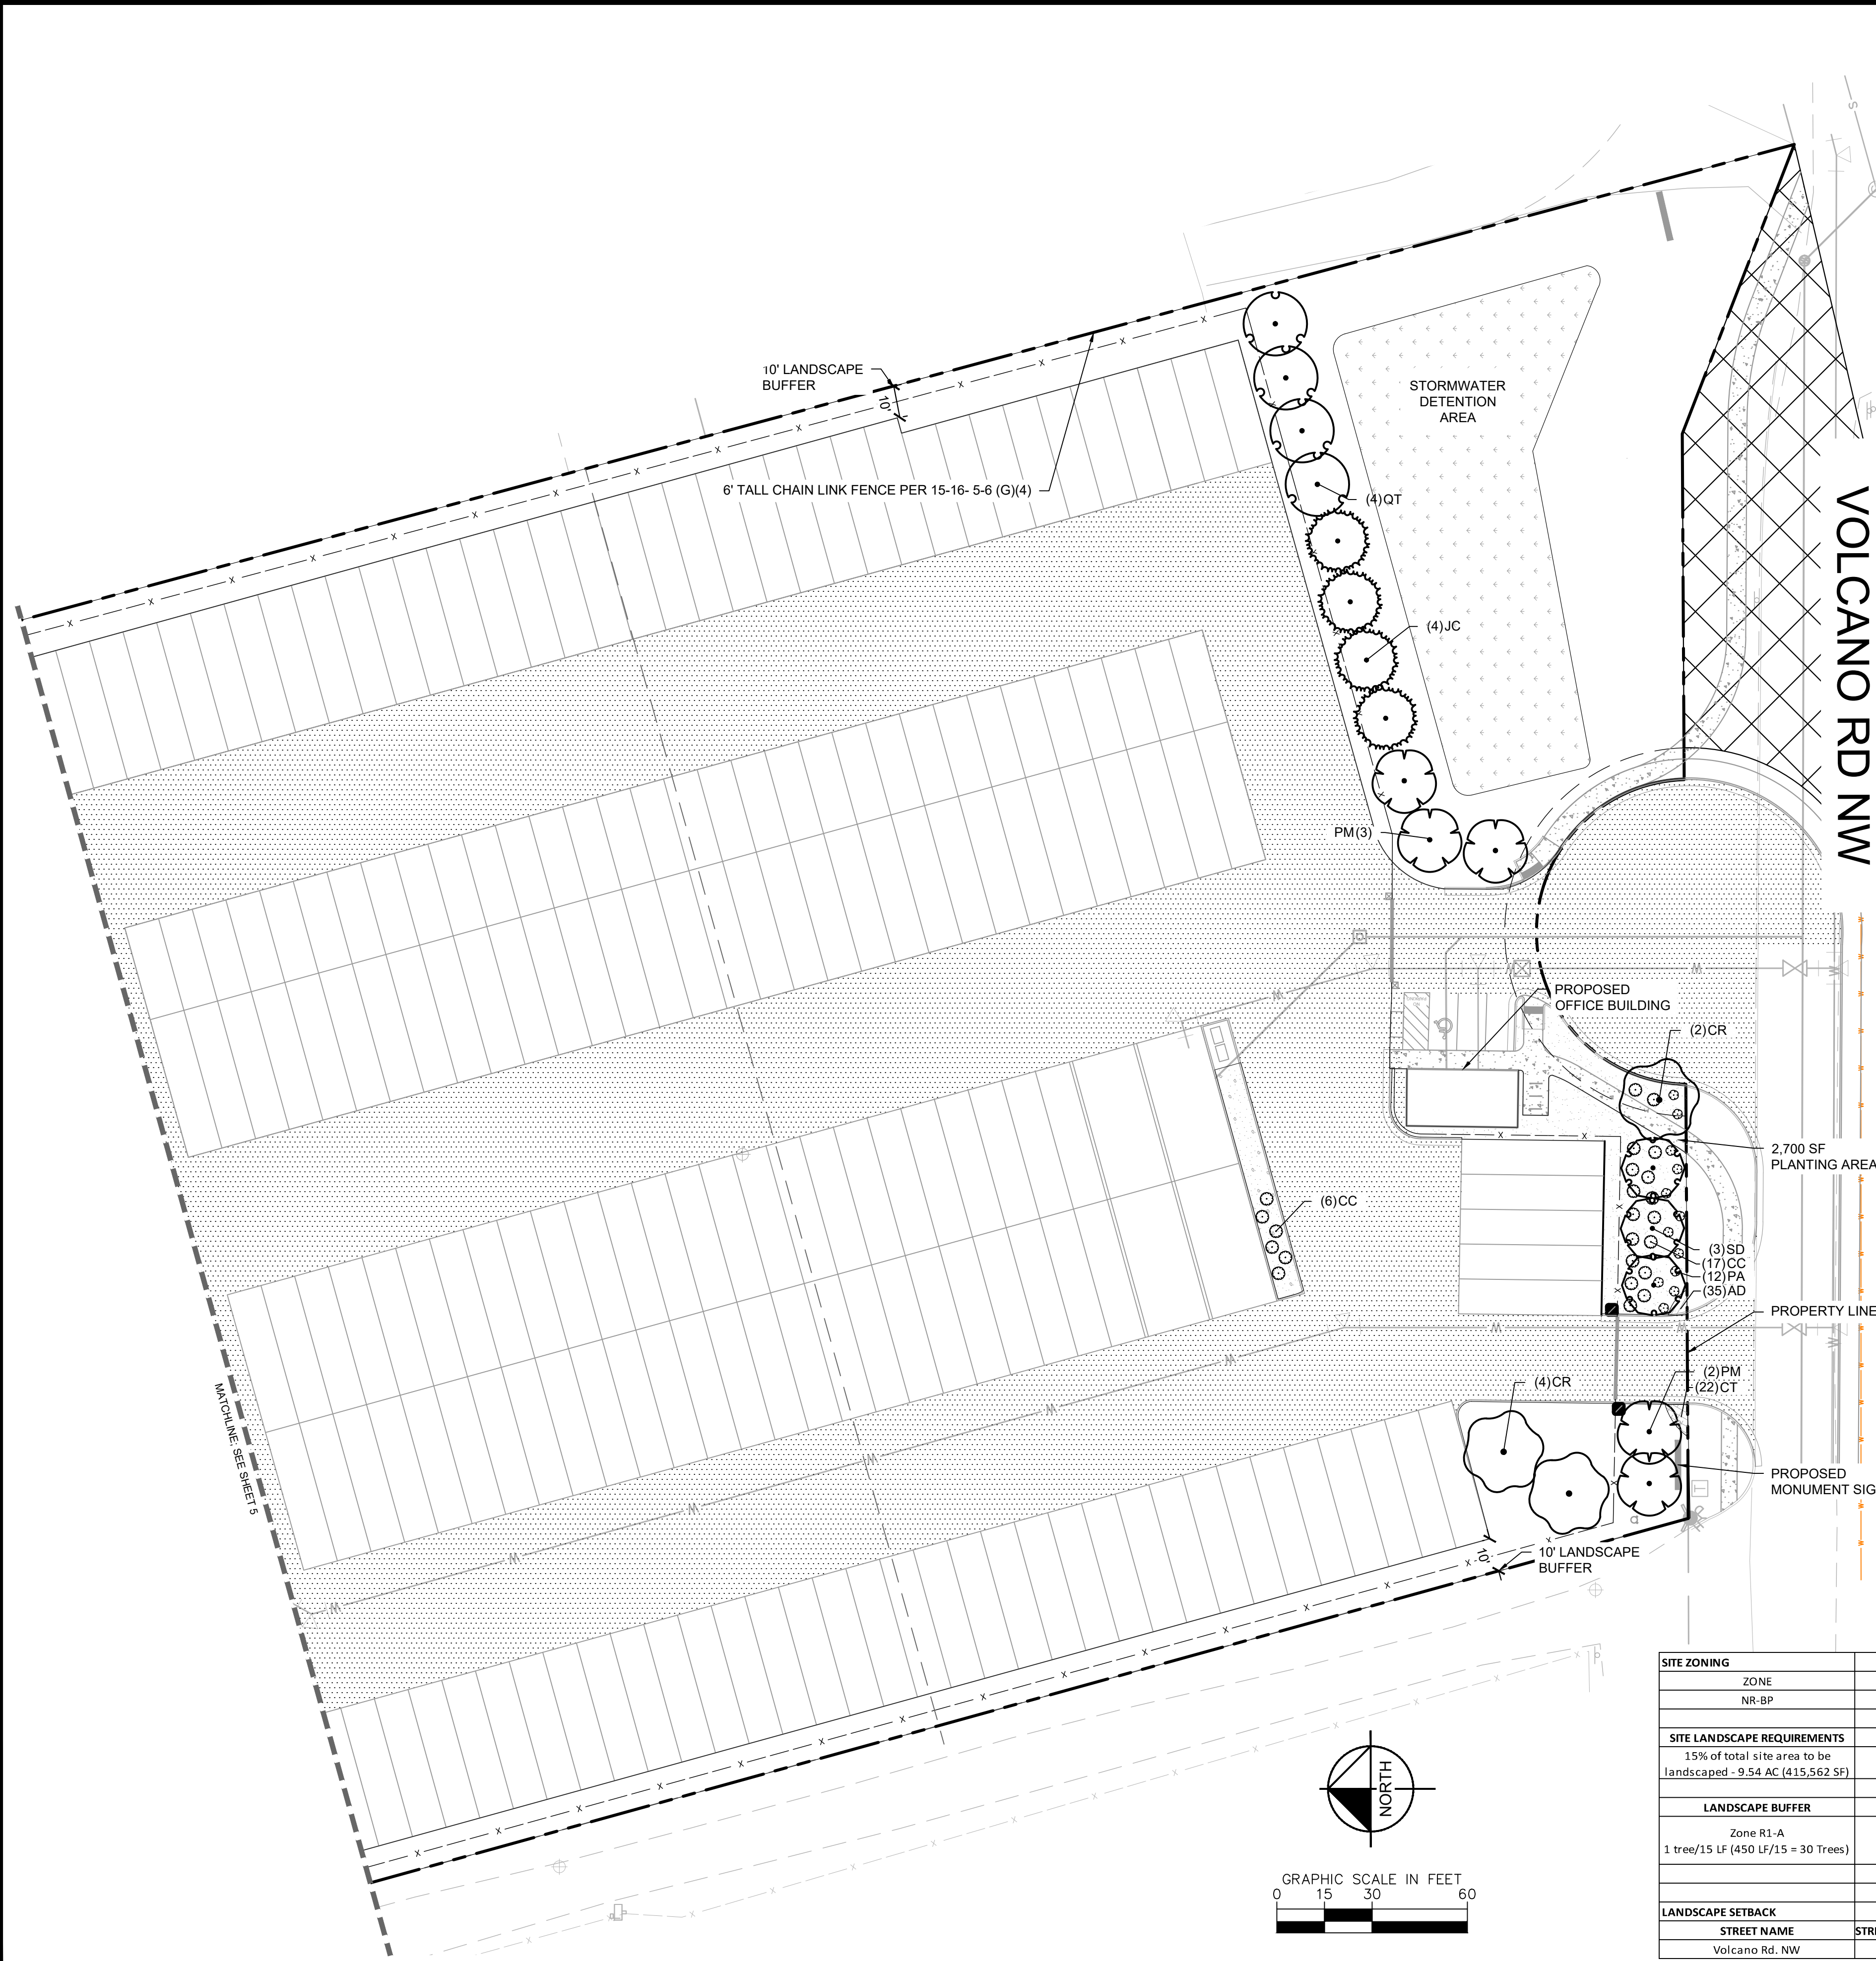 S
10' LANDSCAPE
BUFFER
10'
STORMWATER
DETENTION
AREA
6' TALL CHAIN LINK FENCE PER 15-16- 5-6 (G)(4)
(4)QT
VOLCANO RD NW
(4)JC
PM(3)
PROPOSED
OFFICE BUILDING
(2)CR
2,700 SF
PLANTING AREA
(6)CC
(3)SD
(17)CC
(12)PA
(35)AD
PROPERTY LINE
(2)PM
(22)CT
(4)CR
MATCHLINE: SEE SHEET 5
PROPOSED
MONUMENT SIG
10'
10' LANDSCAPE
BUFFER
NORTH
GRAPHIC SCALE IN FEET
0 15 30 60
SITE ZONING
ZONE
NR-BP
SITE LANDSCAPE REQUIREMENTS
15% of total site area to be
landscaped - 9.54 AC (415,562 SF)
LANDSCAPE BUFFER
Zone R1-A
1 tree/15 LF (450 LF/15 = 30 Trees)
LANDSCAPE SETBACK
STREET NAME STRE
Volcano Rd. NW